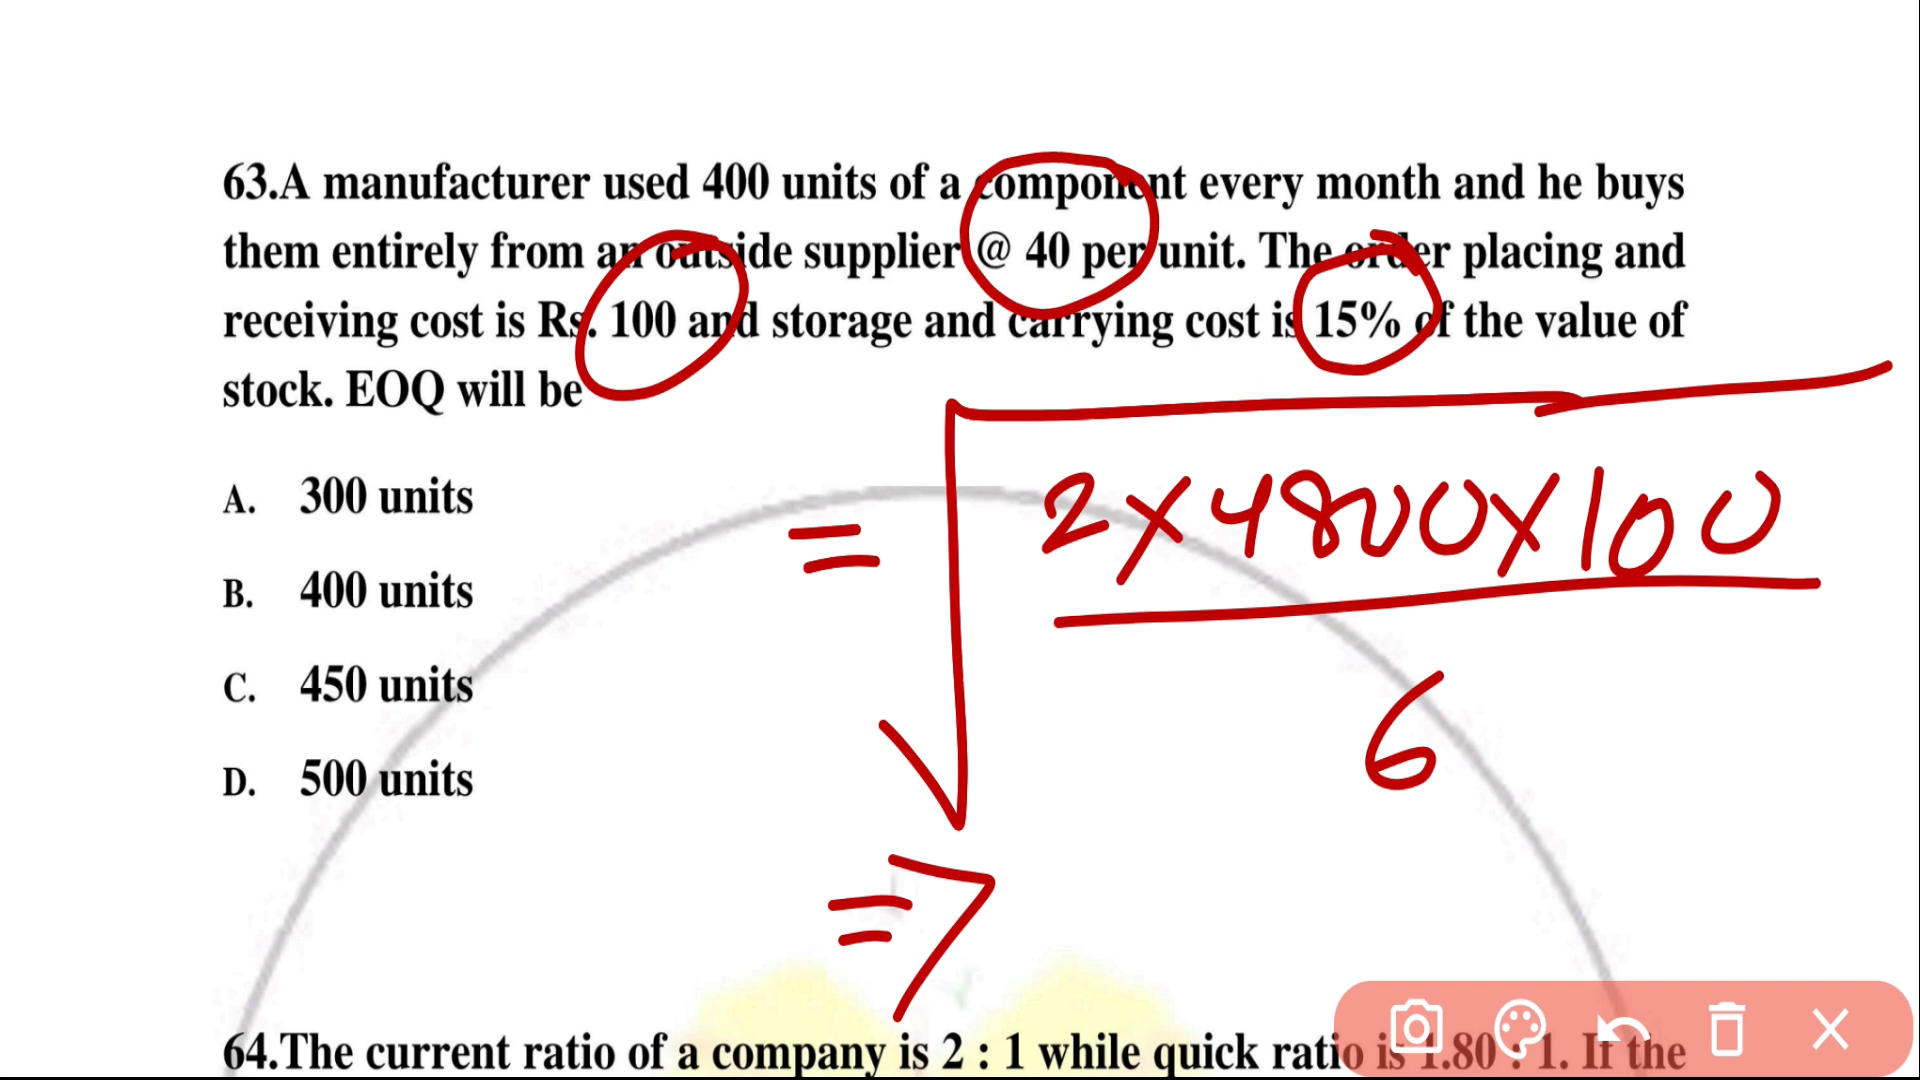 63.A manufacturer used 400 units of a component every month and he buys
them entirely from an outside supplier @ 40 per unit. The order placing and
receiving cost is Rs. 100 and storage and carrying cost is 15% of the value of
stock. EOQ will be
A. 300 units
B. 400 units
C. 450 units
D. 500 units
= √
2×4800×100
6
=>
64.The current ratio of a company is 2 : 1 while quick ratio is 1.80 : 1. If the